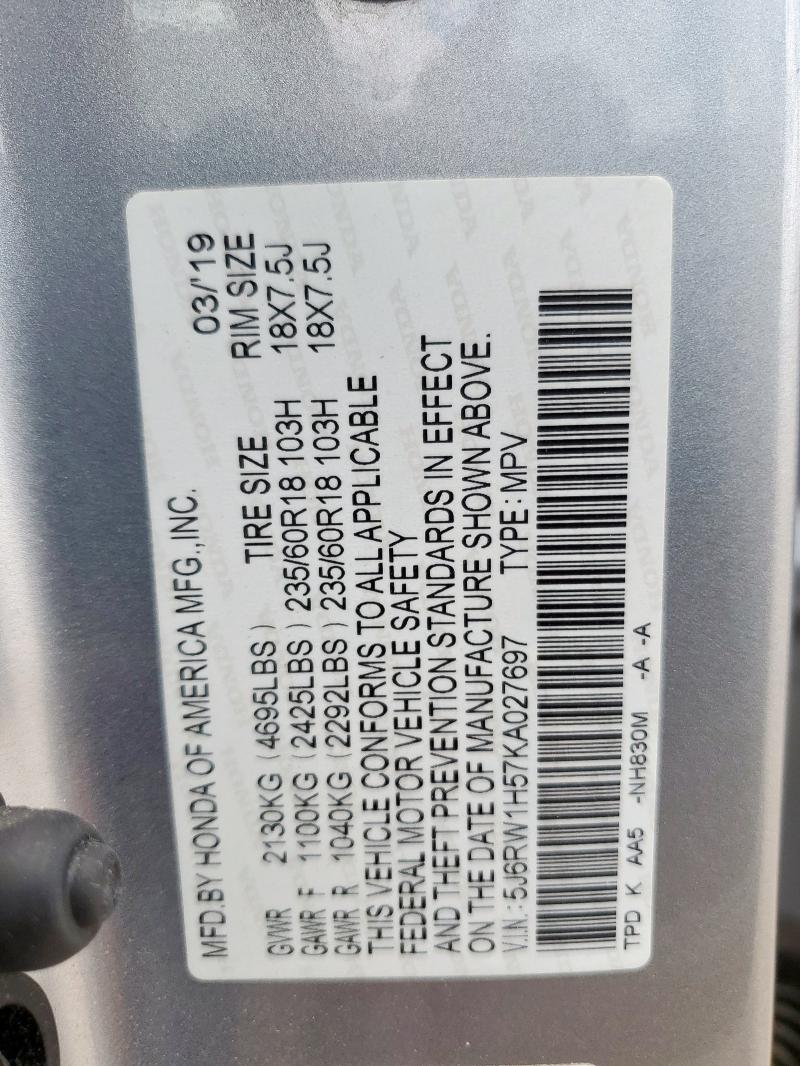 MFD.BY HONDA OF AMERICA MFG.,INC. 03/'19
TIRE SIZE RIM SIZE
GVWR 2130KG (4695LBS)
GAWR F 1100KG (2425LBS) 235/60R18 103H 18X7.5J
GAWR R 1040KG (2292LBS) 235/60R18 103H 18X7.5J
THIS VEHICLE CONFORMS TO ALL APPLICABLE
FEDERAL MOTOR VEHICLE SAFETY
AND THEFT PREVENTION STANDARDS IN EFFECT
ON THE DATE OF MANUFACTURE SHOWN ABOVE.
V.I.N.: 5J6RW1H57KA027697 TYPE : MPV
TPD K AA5 -NH830M -A -A